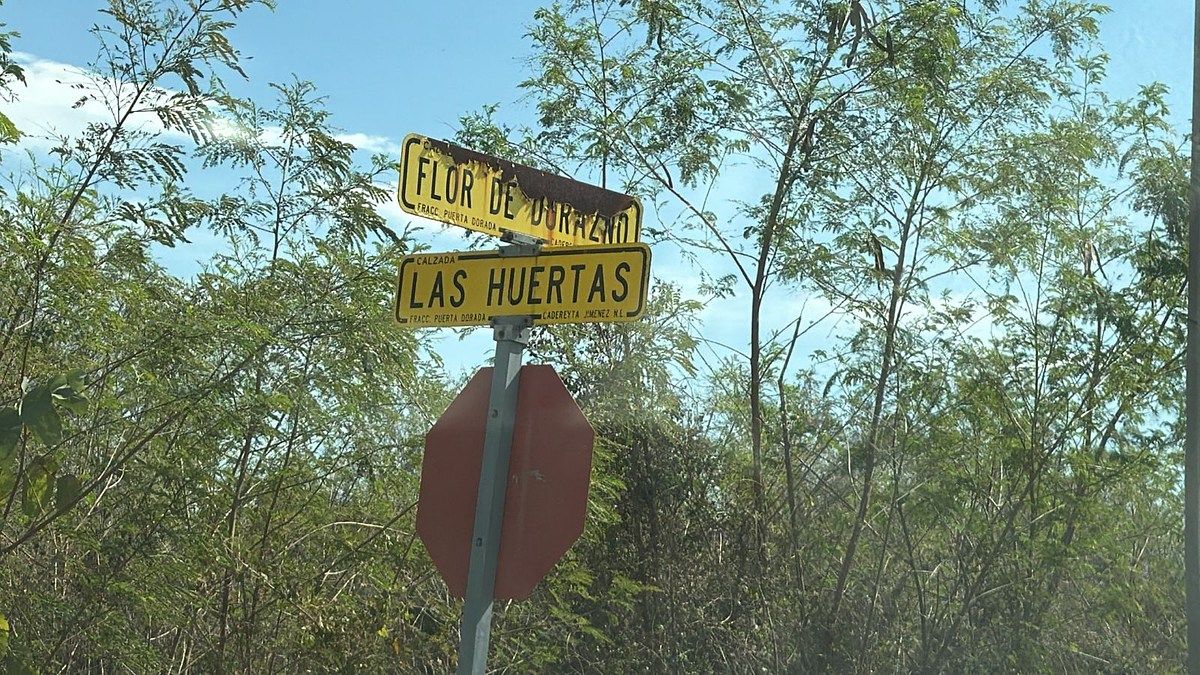 FLOR DE DURAZNO
FRACC. PUERTA DORADA
CALZADA
LAS HUERTAS
FRACC. PUERTA DORADA CADEREYTA JIMENEZ N.L.